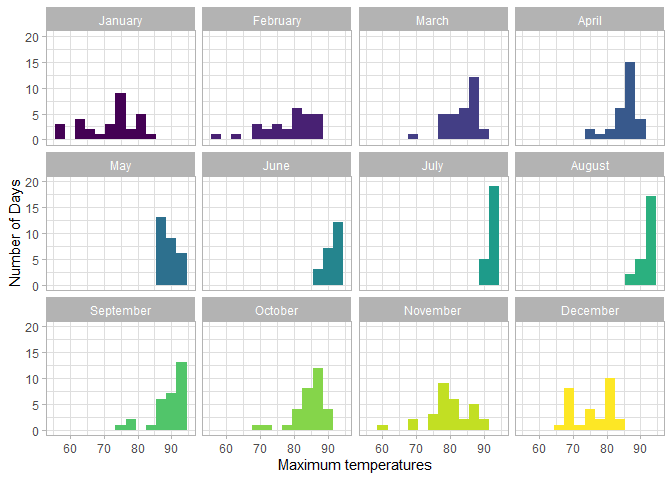 January February March April
20
15
10
5
0
May June July August
20
15
10
5
0
Number of Days
September October November December
20
15
10
5
0
60 70 80 90 60 70 80 90 60 70 80 90 60 70 80 90
Maximum temperatures